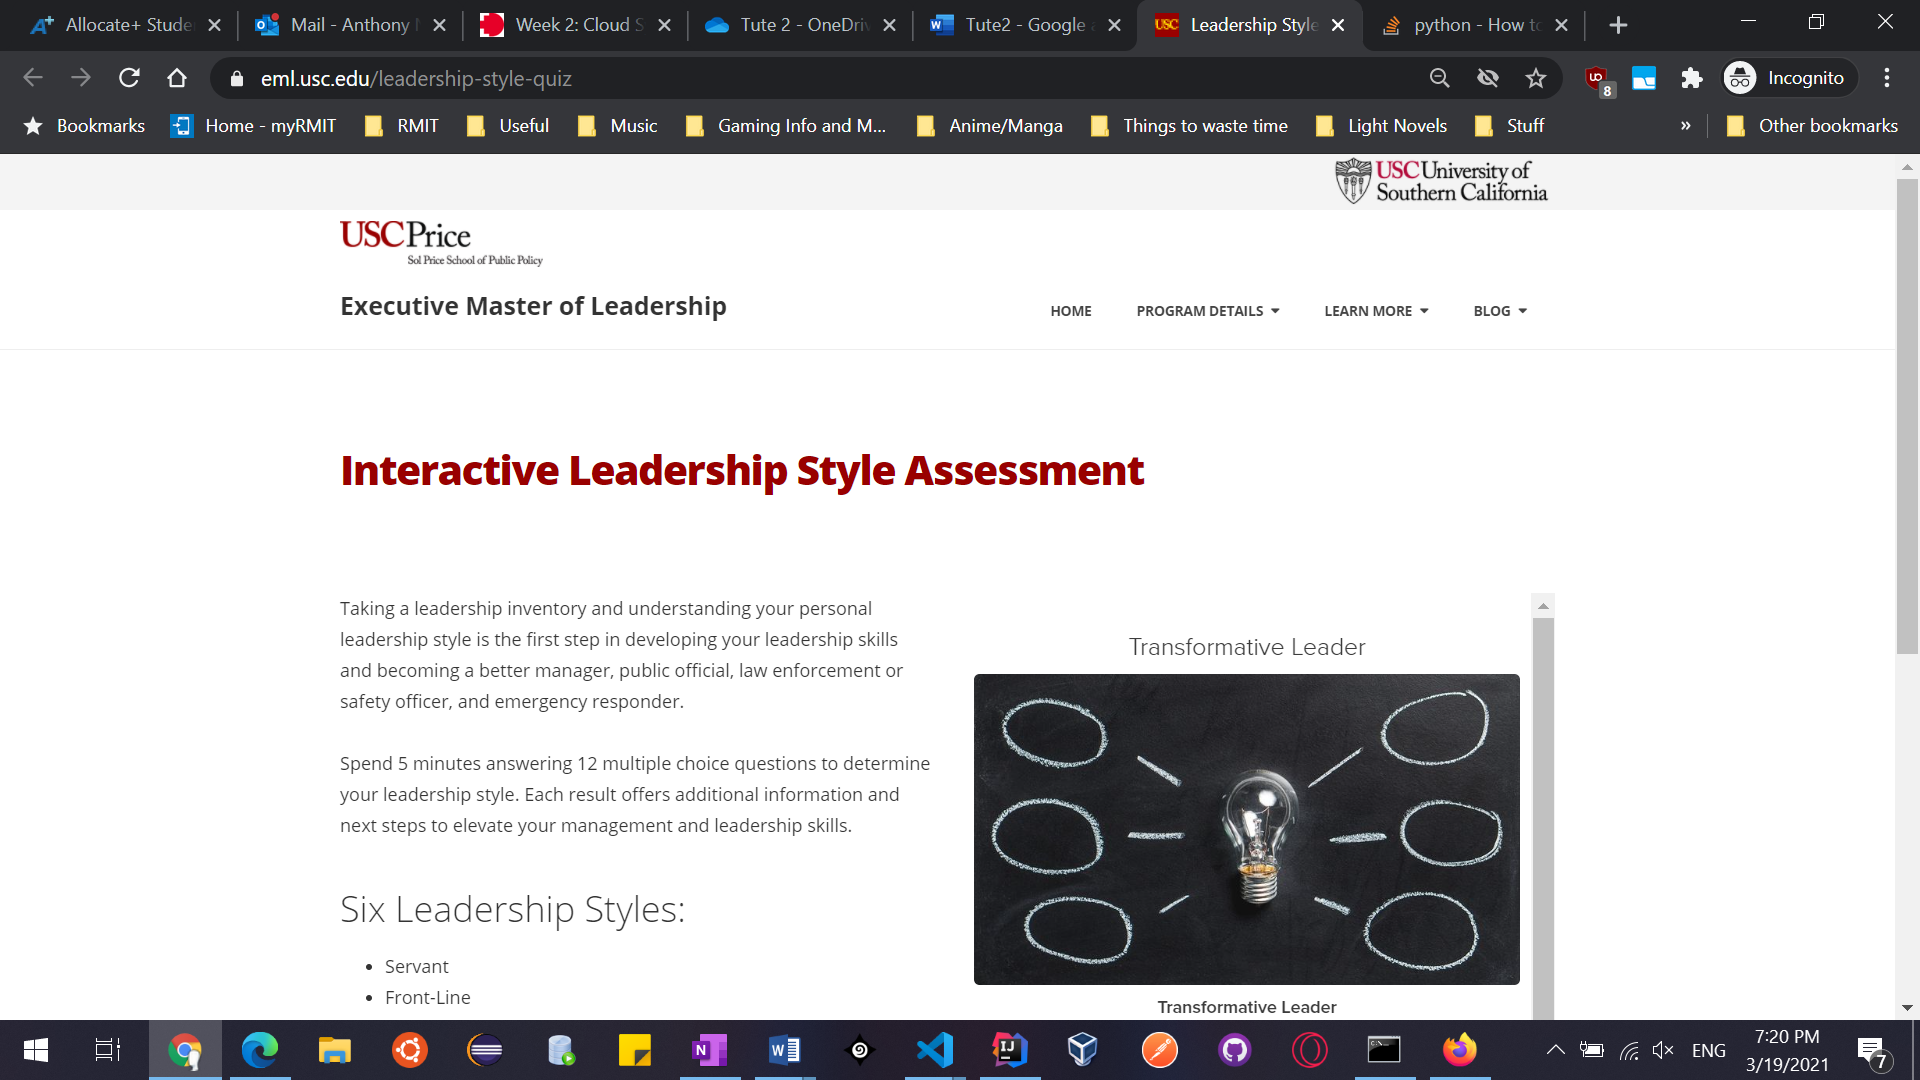 Allocate+ Stude
Mail - Anthony
Week 2: Cloud S
Tute 2 - OneDriv
Tute2 - Google
Leadership Style
python - How to
eml.usc.edu/leadership-style-quiz
8
Incognito
Bookmarks
Home - myRMIT
RMIT
Useful
Music
Gaming Info and M...
Anime/Manga
Things to waste time
Light Novels
Stuff
»
Other bookmarks
USC University of
Southern California
USC Price
Sol Price School of Public Policy
Executive Master of Leadership
HOME
PROGRAM DETAILS
LEARN MORE
BLOG
Interactive Leadership Style Assessment
Taking a leadership inventory and understanding your personal
leadership style is the first step in developing your leadership skills
and becoming a better manager, public official, law enforcement or
safety officer, and emergency responder.
Spend 5 minutes answering 12 multiple choice questions to determine
your leadership style. Each result offers additional information and
next steps to elevate your management and leadership skills.
Six Leadership Styles:
• Servant
• Front-Line
Transformative Leader
Transformative Leader
ENG
7:20 PM
3/19/2021
7